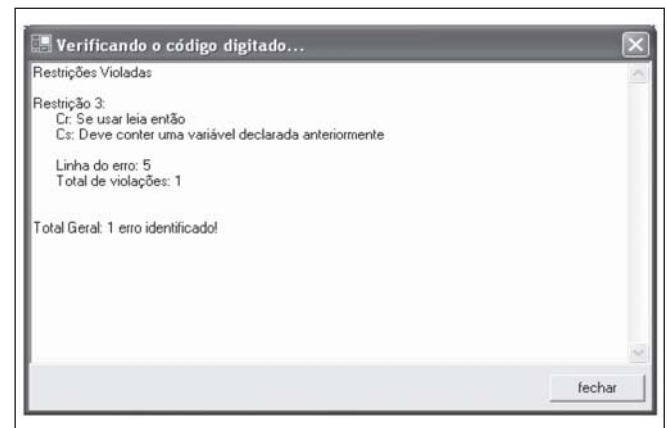 Verificando o código digitado...
Restrições Violadas
Restrição 3:
Cr: Se usar leia então
Cs: Deve conter uma variável declarada anteriormente
Linha do erro: 5
Total de violações: 1
Total Geral: 1 erro identificado!
fechar